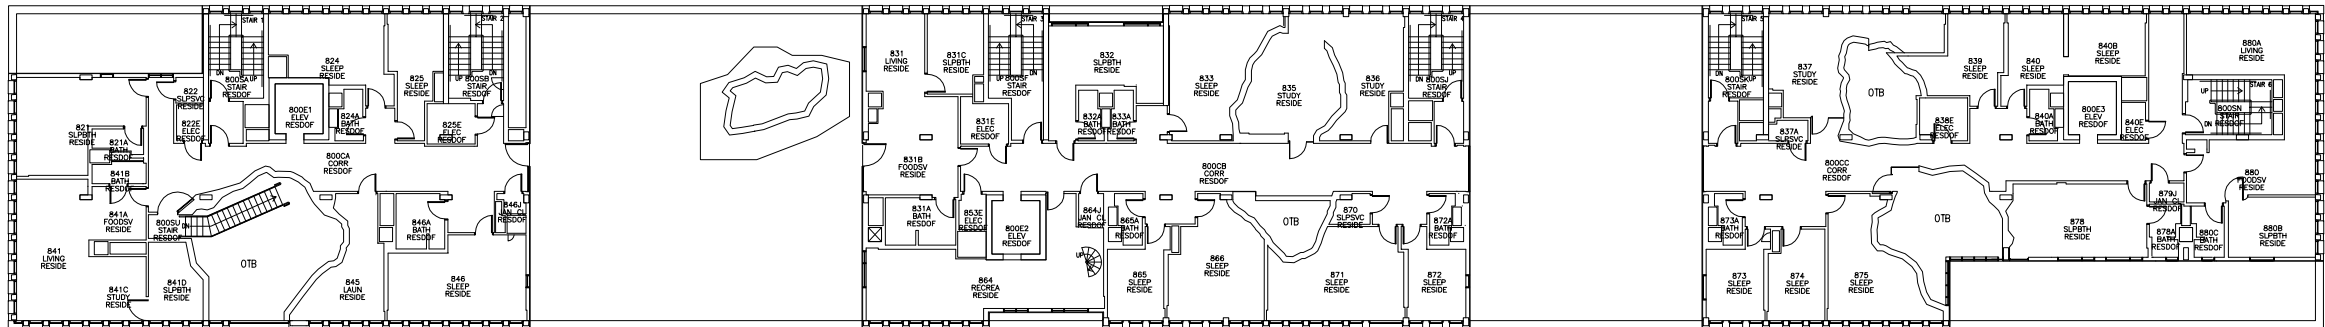 STAIR 1
DN
UP
800SA
STAIR
RESDOF
824
SLEEP
RESIDE
825
SLEEP
RESIDE
STAIR 2
UP
DN
800SB
STAIR
RESDOF
822
SLPSVC
RESIDE
822E
ELEC
RESDOF
800E1
ELEV
RESDOF
824A
BATH
RESDOF
825E
ELEC
RESDOF
821
SLPBTH
RESIDE
821A
BATH
RESDOF
841B
BATH
RESDOF
800CA
CORR
RESDOF
841A
FOODSV
RESIDE
800SU
STAIR
RESDOF
DN
846A
BATH
RESDOF
846J
JAN CL
RESDOF
841
LIVING
RESIDE
OTB
841C
STUDY
RESIDE
841D
SLPBTH
RESIDE
845
LAUN
RESIDE
846
SLEEP
RESIDE
831
LIVING
RESIDE
831C
SLPBTH
RESIDE
STAIR 3
UP
DN
800SF
STAIR
RESDOF
832
SLPBTH
RESIDE
833
SLEEP
RESIDE
835
STUDY
RESIDE
836
STUDY
RESIDE
STAIR 4
DN
UP
800SJ
STAIR
RESDOF
831E
ELEC
RESDOF
832A
BATH
RESDOF
833A
BATH
RESDOF
831B
FOODSV
RESIDE
800CB
CORR
RESDOF
831A
BATH
RESDOF
853E
ELEC
RESDOF
800E2
ELEV
RESDOF
864J
JAN CL
RESDOF
865A
BATH
RESDOF
OTB
870
SLPSVC
RESIDE
872A
BATH
RESDOF
UP
864
RECREA
RESIDE
865
SLEEP
RESIDE
866
SLEEP
RESIDE
871
SLEEP
RESIDE
872
SLEEP
RESIDE
STAIR 5
DN
UP
800SK
STAIR
RESDOF
837
STUDY
RESIDE
OTB
839
SLEEP
RESIDE
840
SLEEP
RESIDE
840B
SLEEP
RESIDE
880A
LIVING
RESIDE
STAIR 6
UP
DN
800SN
STAIR
RESDOF
837A
SLPSVC
RESIDE
838E
ELEC
RESDOF
840A
BATH
RESDOF
800E3
ELEV
RESDOF
840E
ELEC
RESDOF
800CC
CORR
RESDOF
880
FOODSV
RESIDE
879J
JAN CL
RESDOF
873A
BATH
RESDOF
OTB
878
SLPBTH
RESIDE
878A
BATH
RESDOF
880C
BATH
RESDOF
880B
SLPBTH
RESIDE
873
SLEEP
RESIDE
874
SLEEP
RESIDE
875
SLEEP
RESIDE